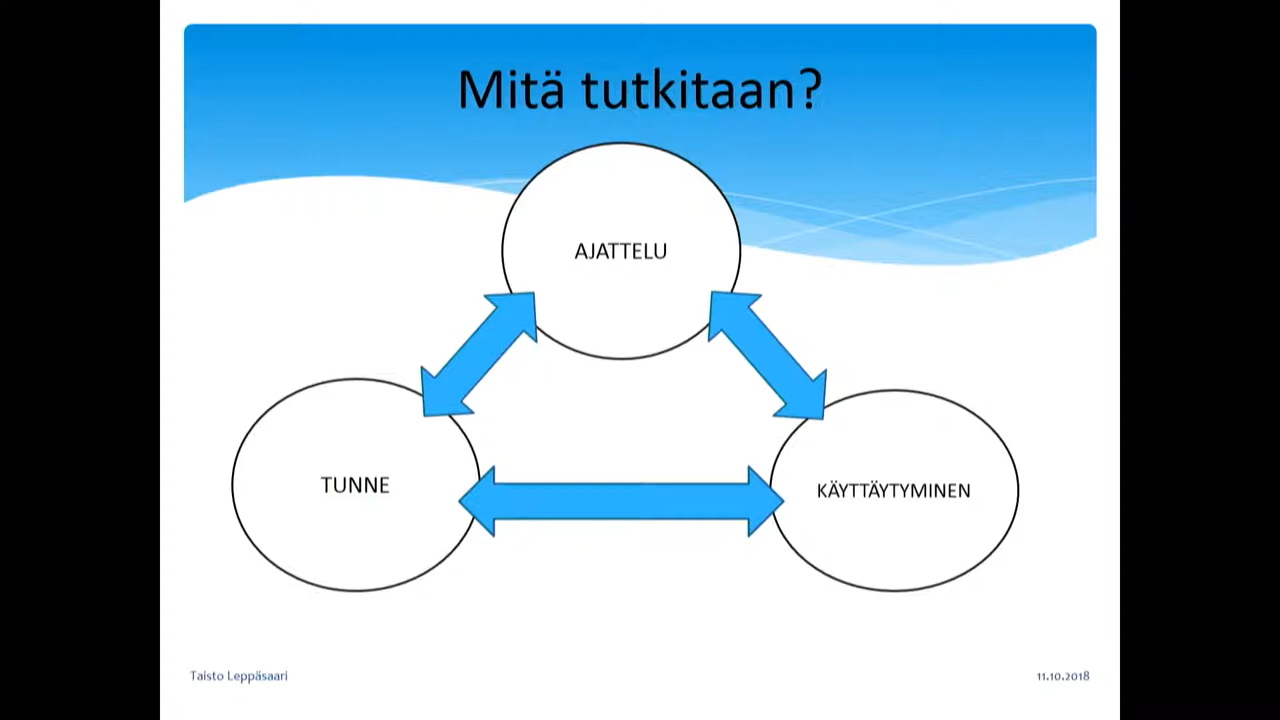 Mitä tutkitaan?
AJATTELU
TUNNE
KÄYTTÄYTYMINEN
Taisto Leppäsaari
11.10.2018